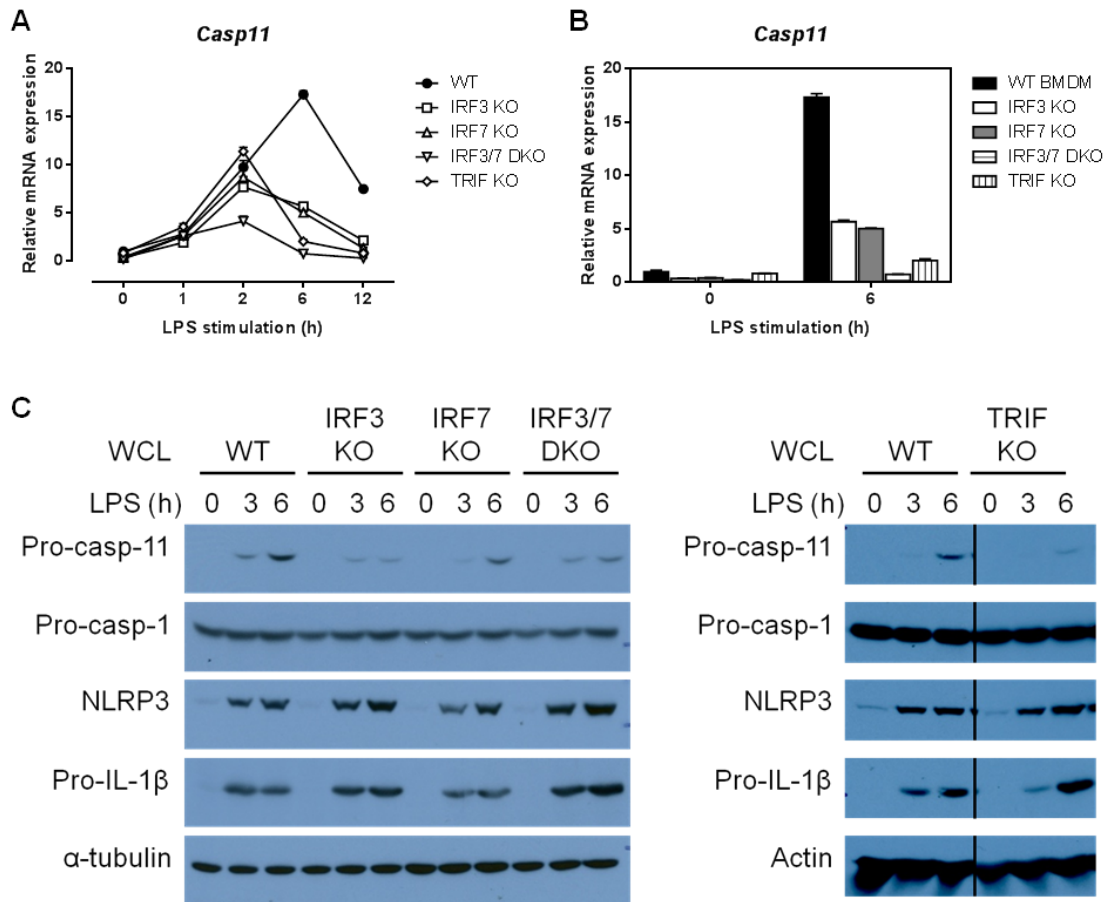 A
Casp11
Relative mRNA expression
20
15
10
5
0
0 1 2 6 12
LPS stimulation (h)
WT
IRF3 KO
IRF7 KO
IRF3/7 DKO
TRIF KO
B
Casp11
Relative mRNA expression
20
15
10
5
0
0 6
LPS stimulation (h)
WT BMDM
IRF3 KO
IRF7 KO
IRF3/7 DKO
TRIF KO
C
WCL WT IRF3 KO IRF7 KO IRF3/7 DKO
LPS (h) 0 3 6 0 3 6 0 3 6 0 3 6
Pro-casp-11
Pro-casp-1
NLRP3
Pro-IL-1β
α-tubulin
WCL WT TRIF KO
LPS (h) 0 3 6 0 3 6
Pro-casp-11
Pro-casp-1
NLRP3
Pro-IL-1β
Actin